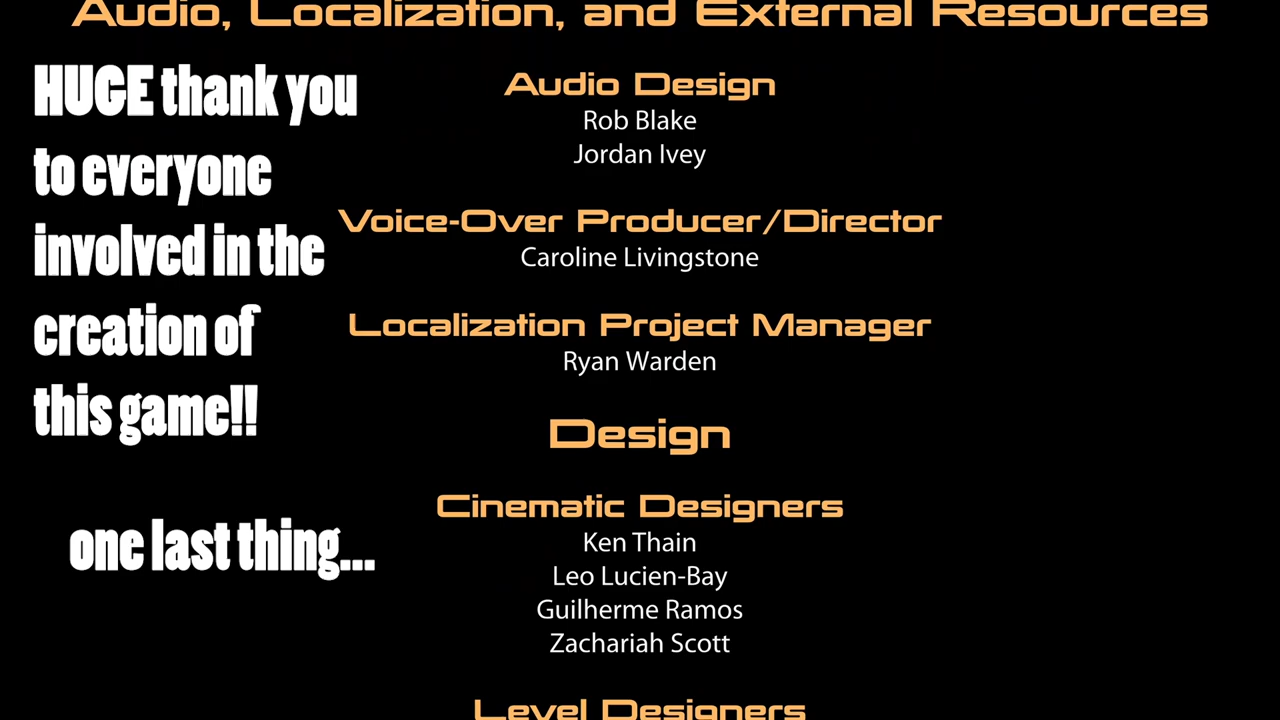 Audio, Localization, and External Resources
HUGE thank you
to everyone
involved in the
creation of
this game!!
one last thing...
Audio Design
Rob Blake
Jordan Ivey
Voice-Over Producer/Director
Caroline Livingstone
Localization Project Manager
Ryan Warden
Design
Cinematic Designers
Ken Thain
Leo Lucien-Bay
Guilherme Ramos
Zachariah Scott
Level Designers